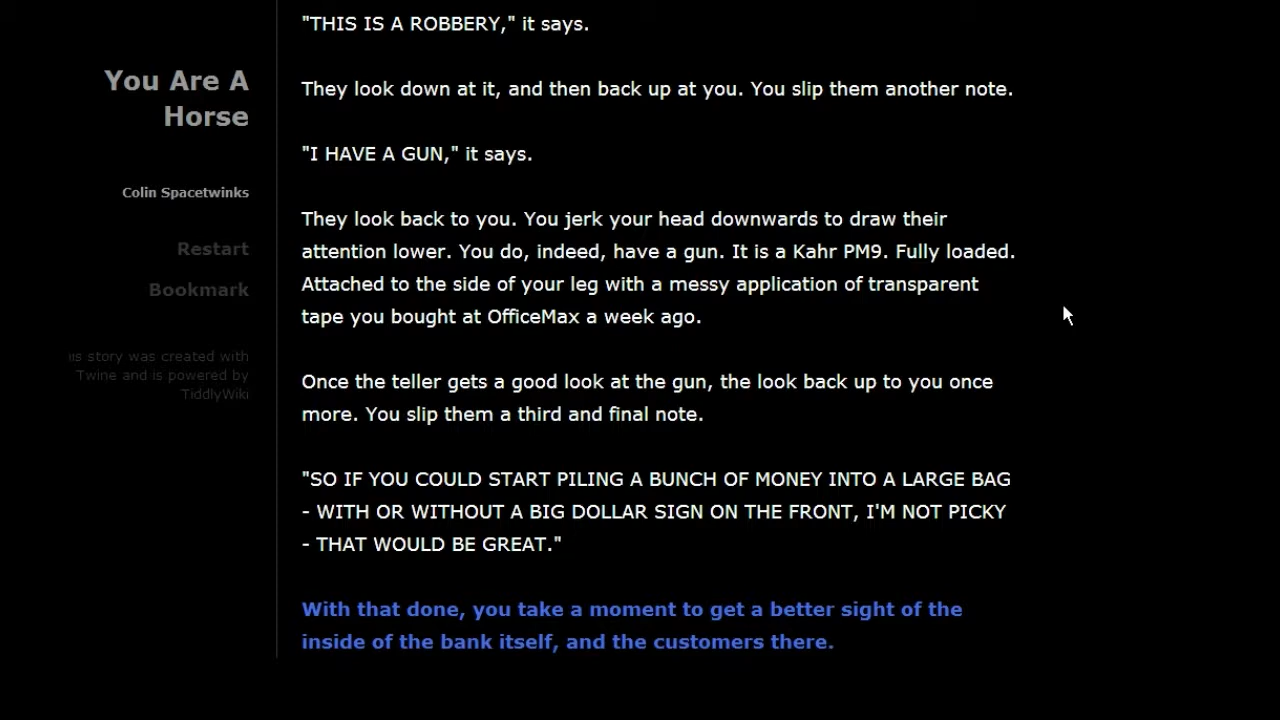 You Are A
Horse
Colin Spacetwinks
Restart
Bookmark
is story was created with
Twine and is powered by
TiddlyWiki
"THIS IS A ROBBERY," it says.
They look down at it, and then back up at you. You slip them another note.
"I HAVE A GUN," it says.
They look back to you. You jerk your head downwards to draw their
attention lower. You do, indeed, have a gun. It is a Kahr PM9. Fully loaded.
Attached to the side of your leg with a messy application of transparent
tape you bought at OfficeMax a week ago.
Once the teller gets a good look at the gun, the look back up to you once
more. You slip them a third and final note.
"SO IF YOU COULD START PILING A BUNCH OF MONEY INTO A LARGE BAG
- WITH OR WITHOUT A BIG DOLLAR SIGN ON THE FRONT, I'M NOT PICKY
- THAT WOULD BE GREAT."
With that done, you take a moment to get a better sight of the
inside of the bank itself, and the customers there.